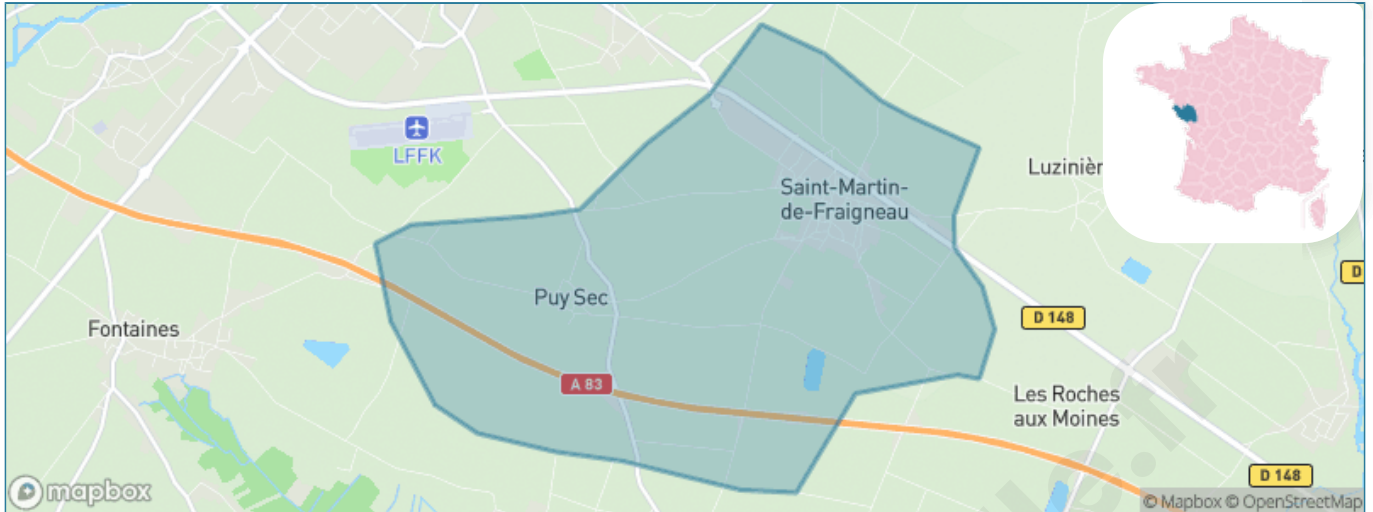 LFFK
Luzinièr
Saint-Martin-
de-Fraigneau
Puy Sec
D
Fontaines
D 148
A 83
Les Roches
aux Moines
D 148
mapbox
© Mapbox © OpenStreetMap